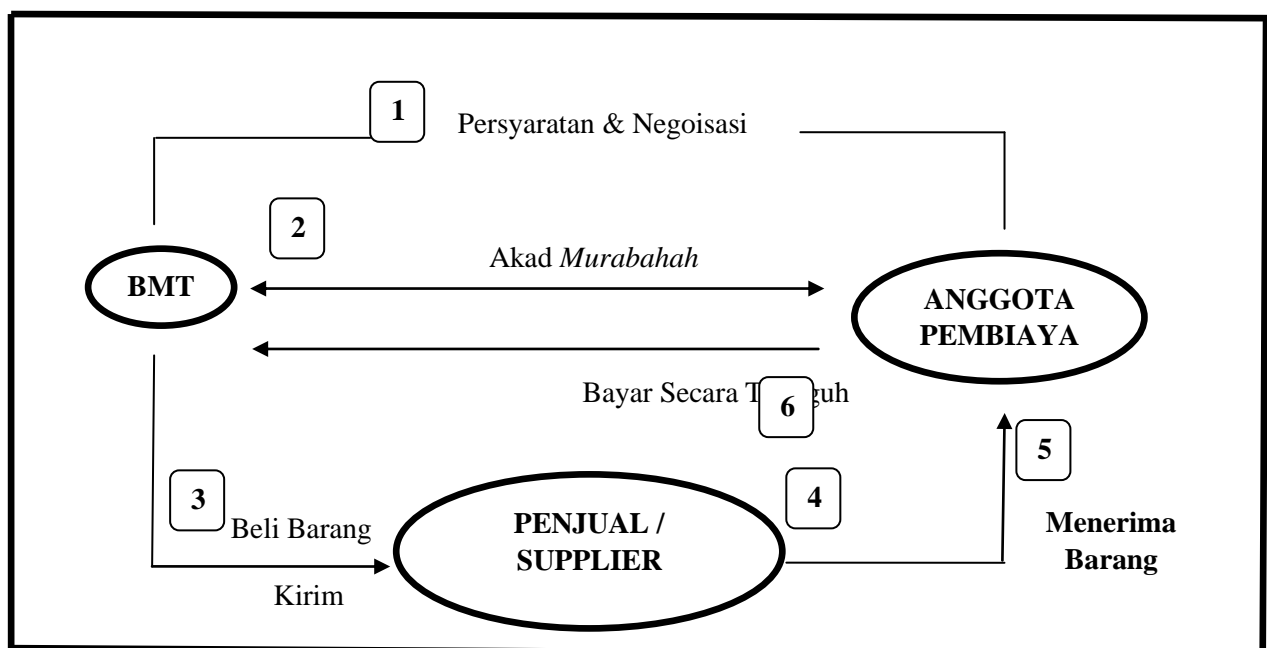 1
Persyaratan & Negoisasi
2
Akad Murabahah
BMT
ANGGOTA
PEMBIAYA
Bayar Secara
6
5
3
4
Beli Barang
PENJUAL /
SUPPLIER
Menerima
Barang
Kirim